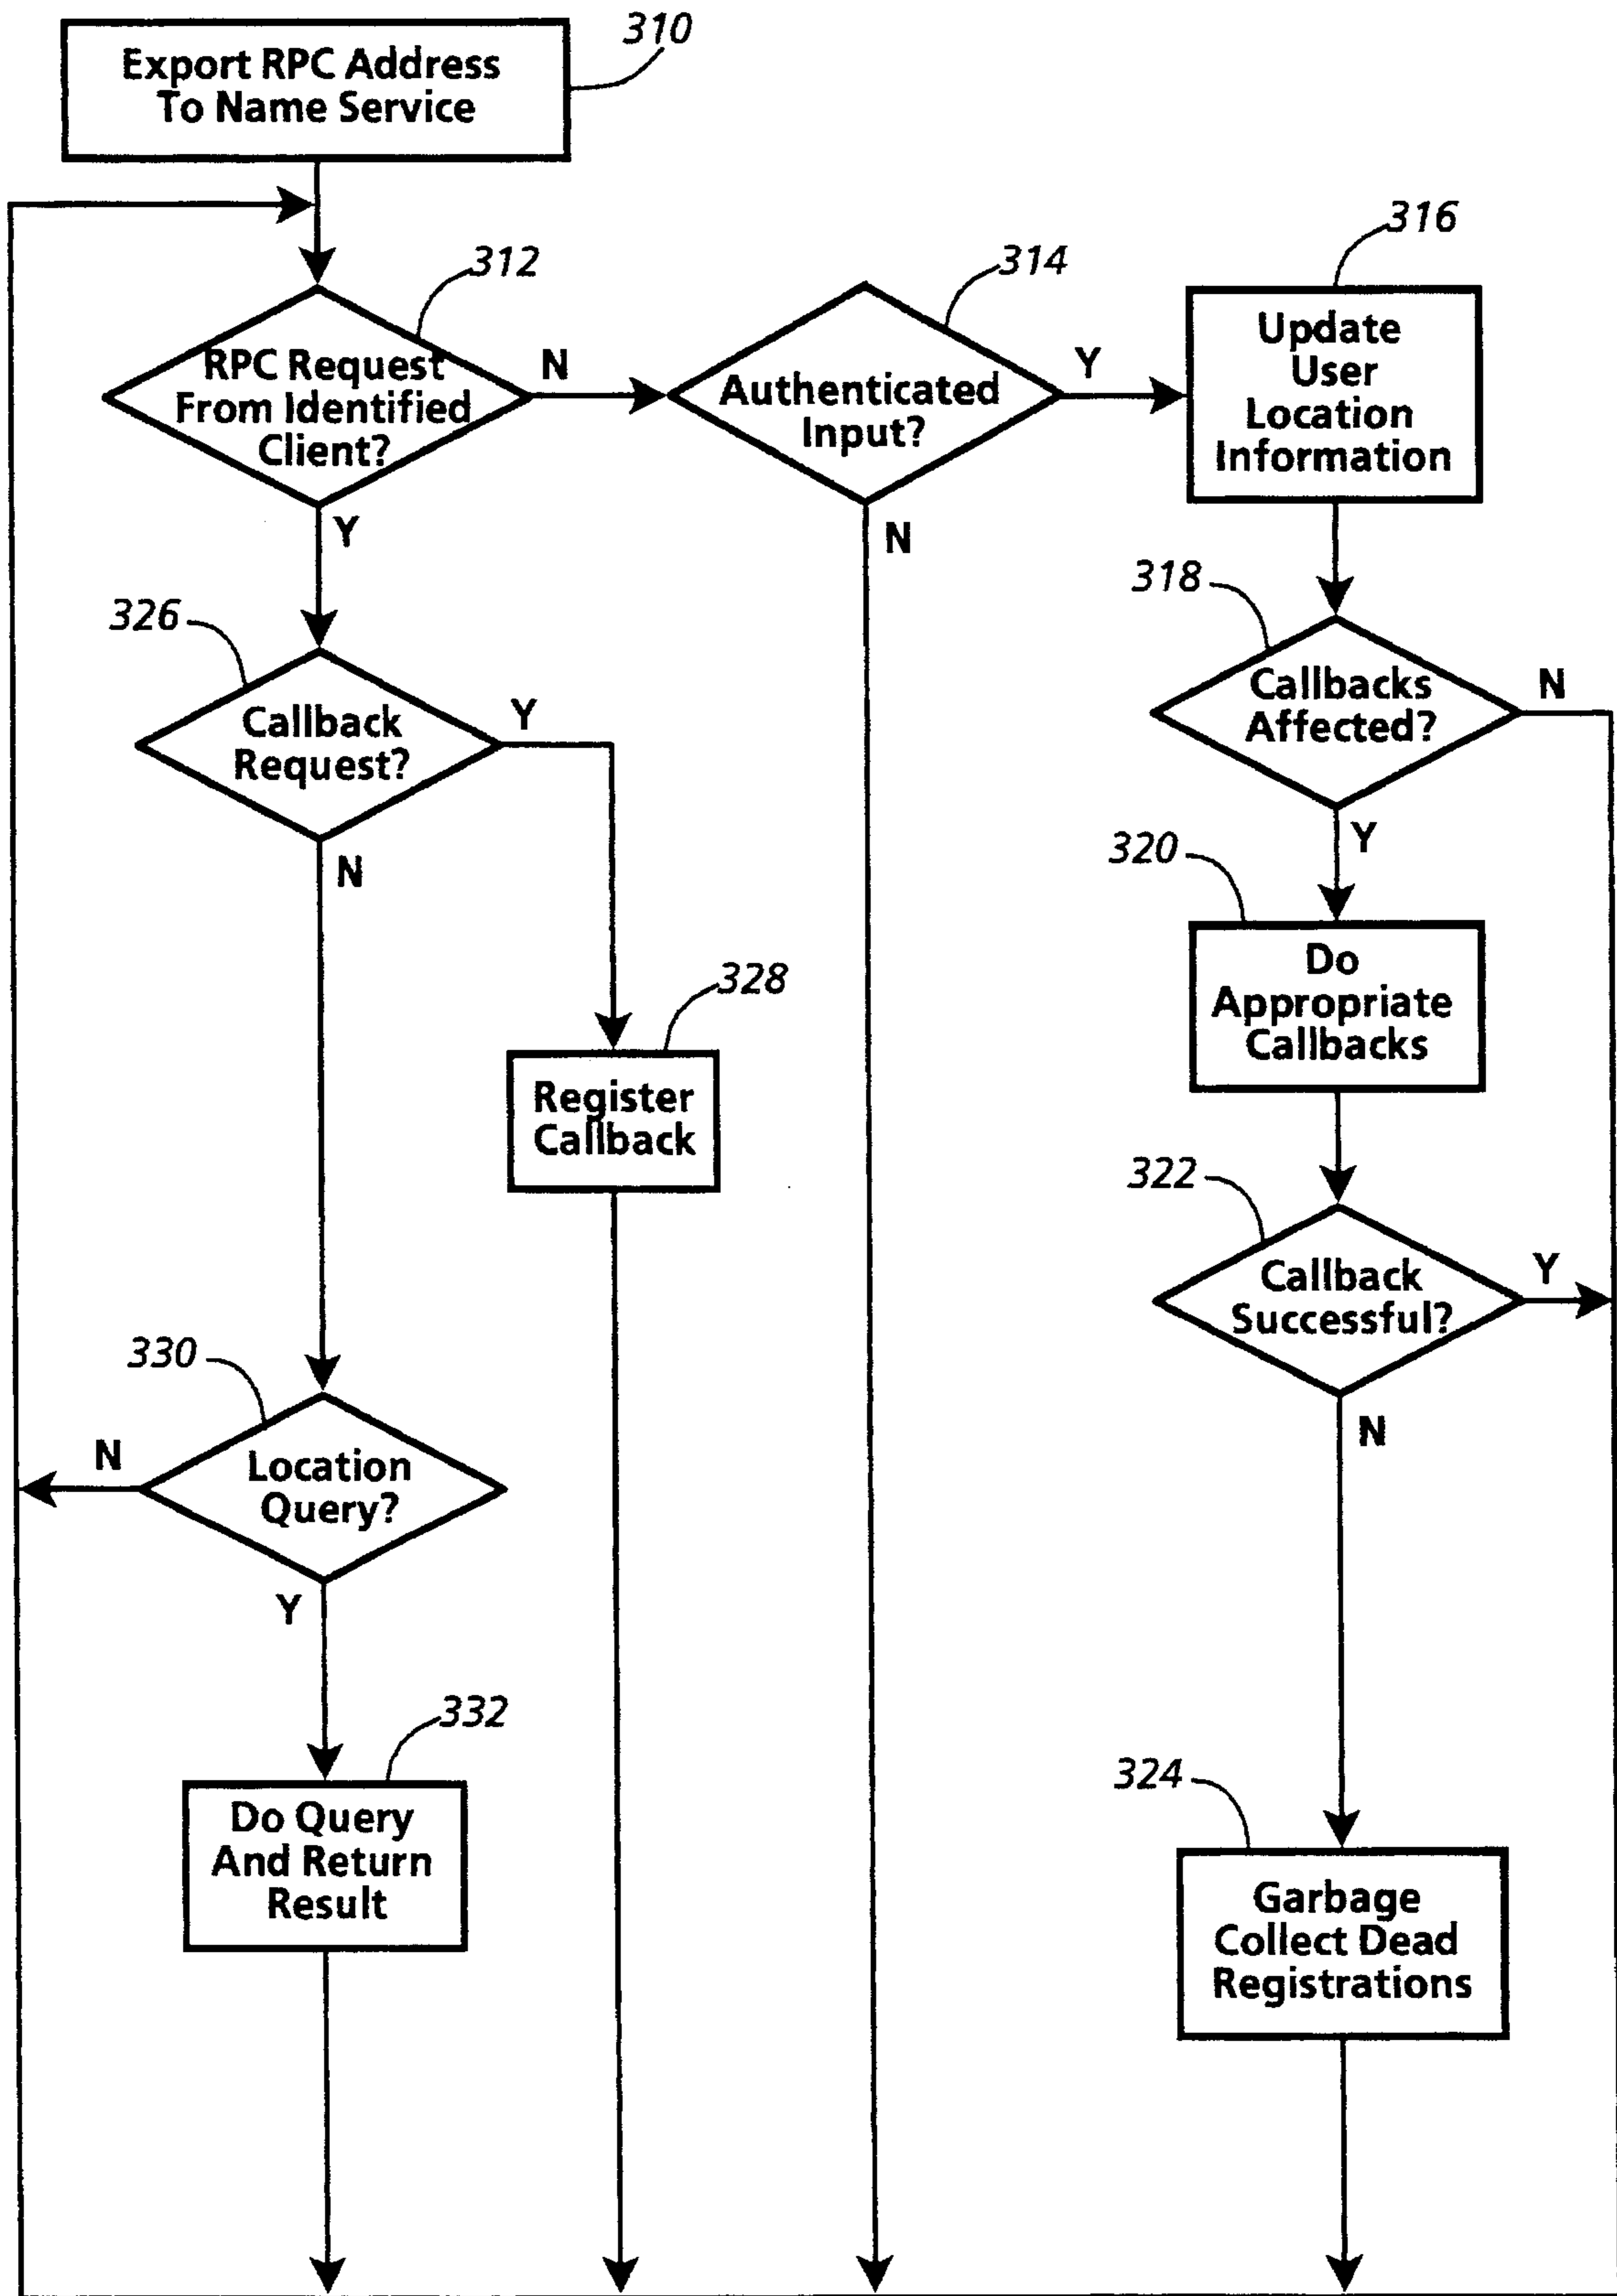 310
Export RPC Address
To Name Service
312
RPC Request
From Identified
Client?
N
Y
314
Authenticated
Input?
Y
N
316
Update
User
Location
Information
318
Callbacks
Affected?
N
Y
326
Callback
Request?
Y
N
320
Do
Appropriate
Callbacks
328
Register
Callback
322
Callback
Successful?
Y
N
330
Location
Query?
N
Y
332
Do Query
And Return
Result
324
Garbage
Collect Dead
Registrations